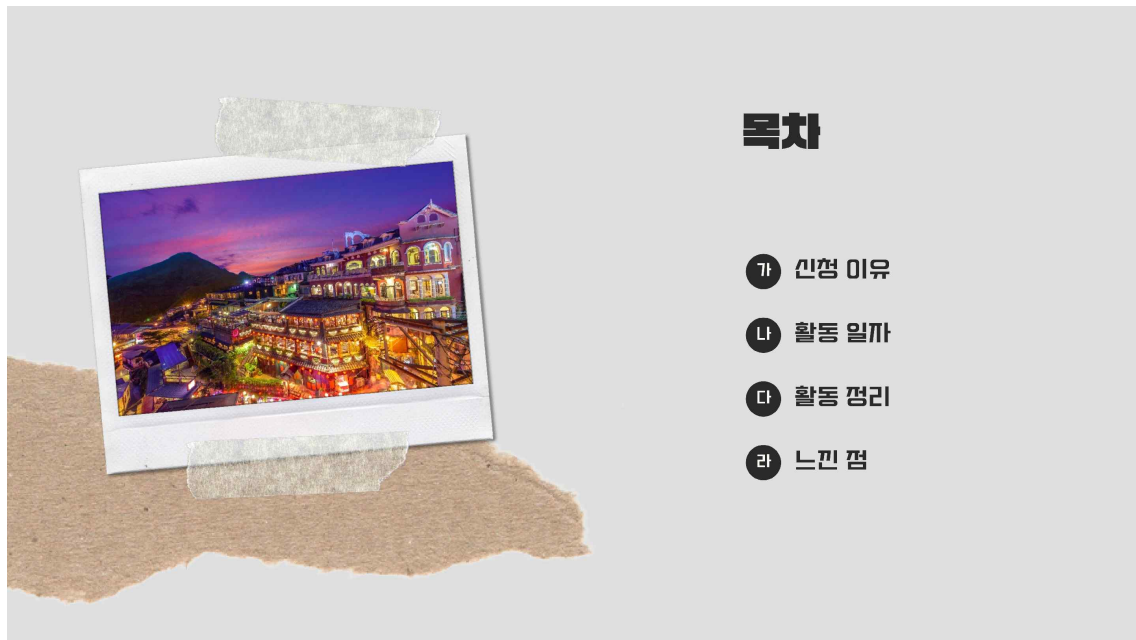 목차
가 신청 이유
나 활동 일자
다 활동 정리
라 느낀 점